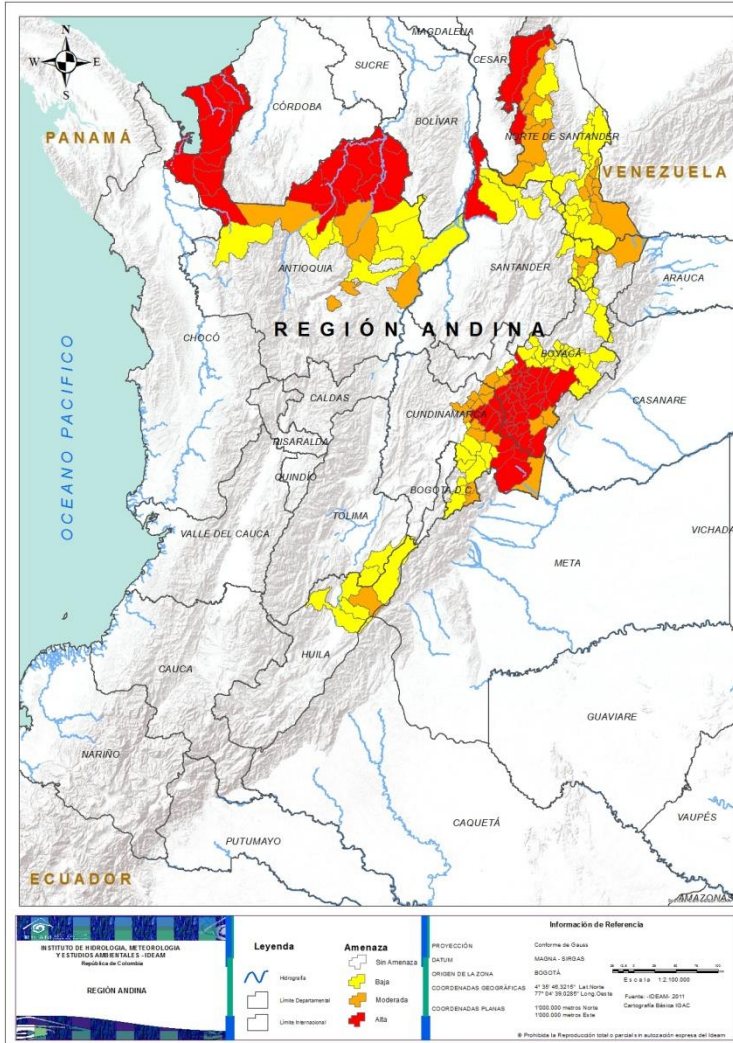 N
W E
S
MAGDALENA
CESAR
SUCRE
CÓRDOBA
BOLÍVAR
PANAMÁ
NORTE DE SANTANDER
VENEZUELA
ANTIOQUIA
SANTANDER
ARAUCA
REGIÓN ANDINA
CHOCÓ
BOYACÁ
OCEANO PACIFICO
CALDAS
CUNDINAMARCA
CASANARE
RISARALDA
QUINDÍO
BOGOTA D.C.
TOLIMA
VALLE DEL CAUCA
META
VICHADA
HUILA
CAUCA
GUAVIARE
NARIÑO
CAQUETÁ
VAUPÉS
PUTUMAYO
ECUADOR
AMAZONAS
INSTITUTO DE HIDROLOGIA, METEOROLOGIA
Y ESTUDIOS AMBIENTALES - IDEAM
República de Colombia
REGIÓN ANDINA
Leyenda
Hidrografía
Límite Departamental
Límite Internacional
Amenaza
Sin Amenaza
Baja
Moderada
Alta
Información de Referencia
PROYECCIÓN Conforme de Gauss
DATUM MAGNA - SIRGAS
ORIGEN DE LA ZONA BOGOTÁ
COORDENADAS GEOGRÁFICAS
COORDENADAS PLANAS 1'000.000 metros Norte
1'000.000 metros Este
Escala 1:2.100.000
Fuente: -IDEAM- 2011
Cartografía Básica IGAC
® Prohibida la Reproducción total o parcial sin autozación expresa del Ideam